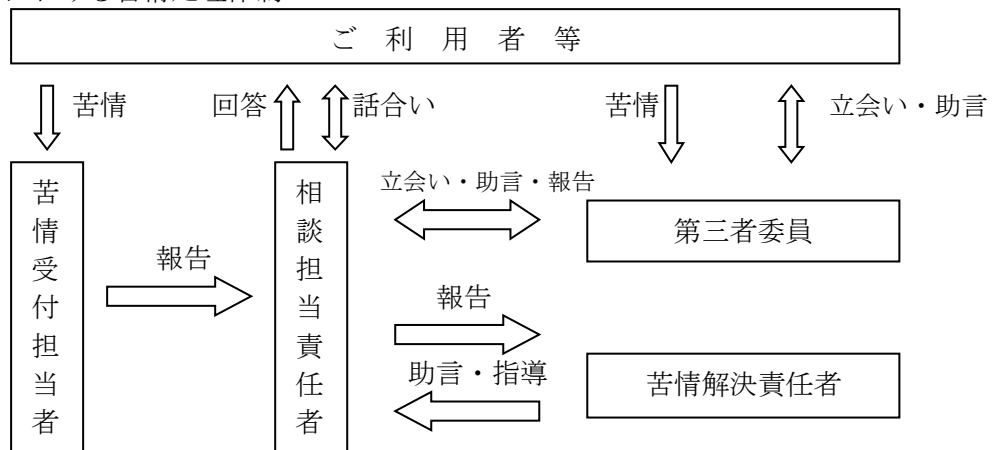 ご利用者等
苦情
回答
話合い
苦情
立会い・助言
苦情受付担当者
報告
相談担当責任者
立会い・助言・報告
第三者委員
報告
助言・指導
苦情解決責任者